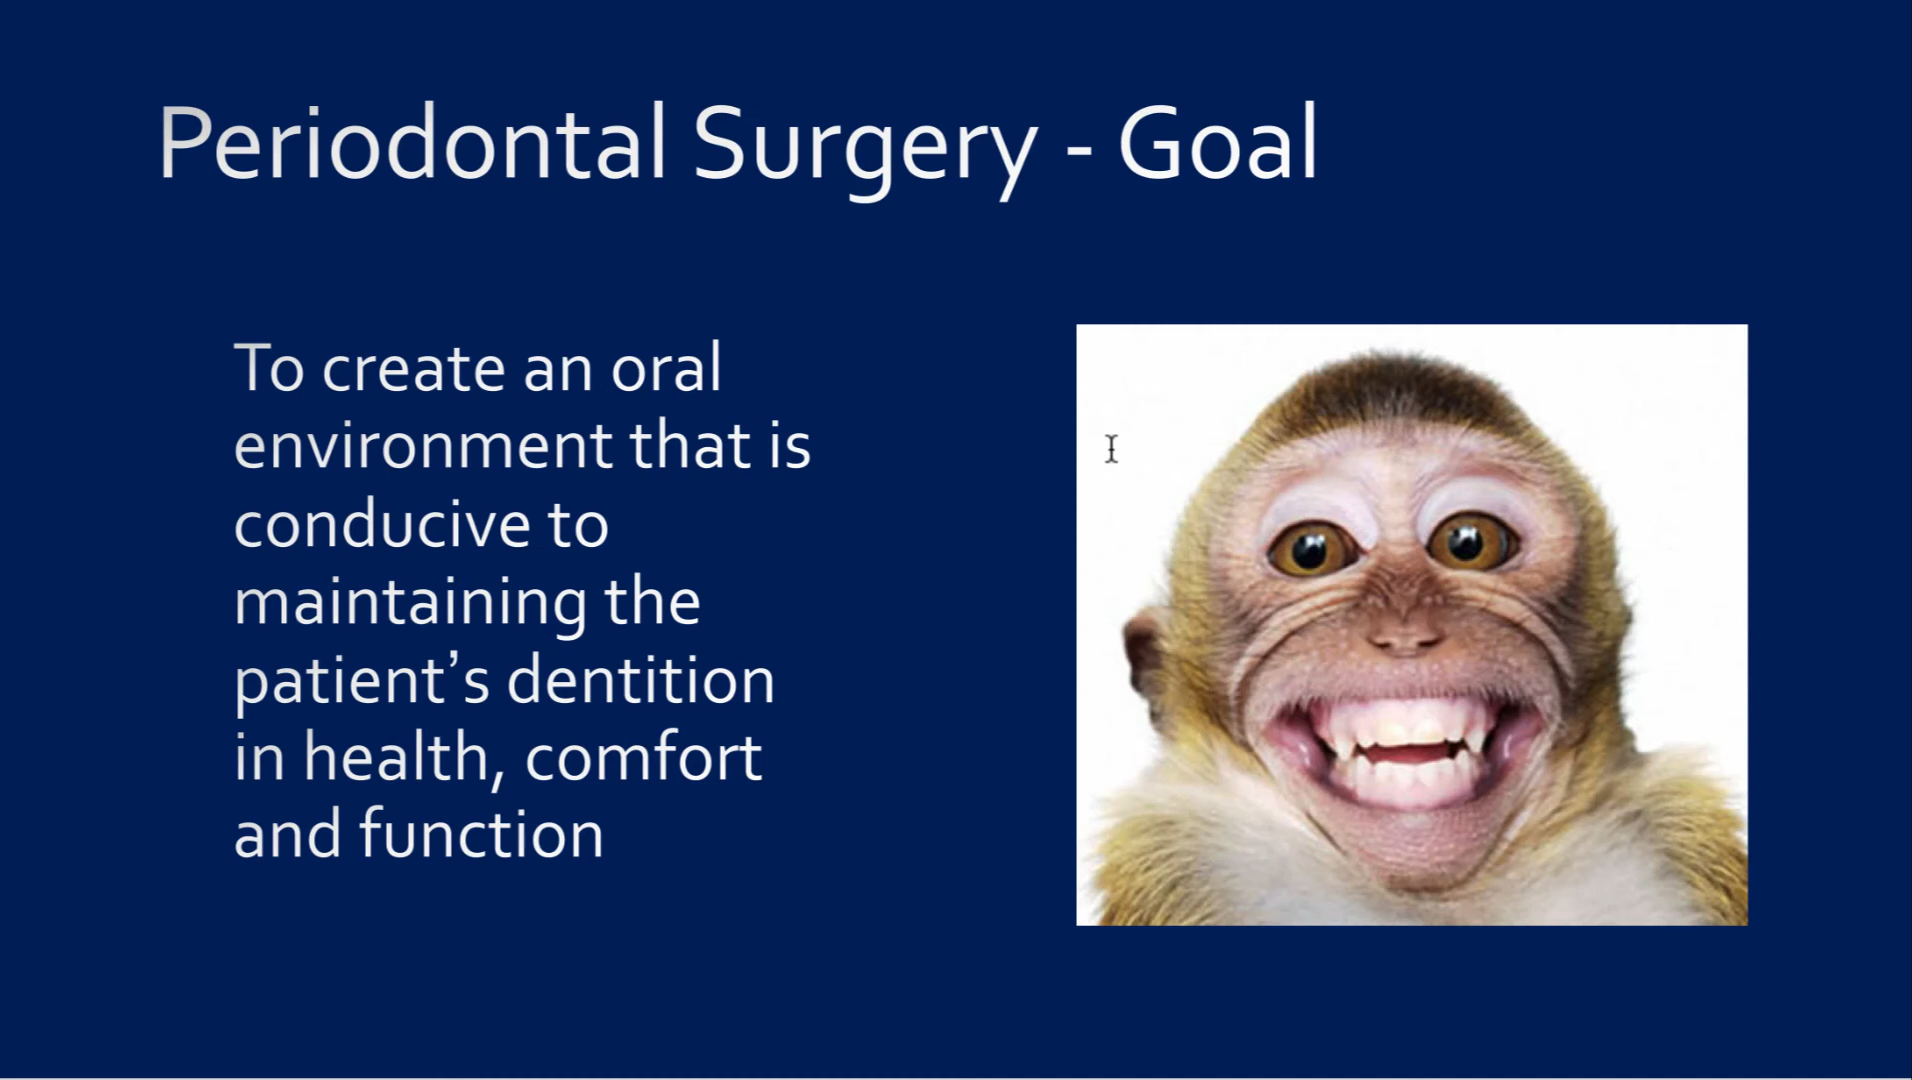 Periodontal Surgery - Goal
To create an oral
environment that is
conducive to
maintaining the
patient’s dentition
in health, comfort
and function